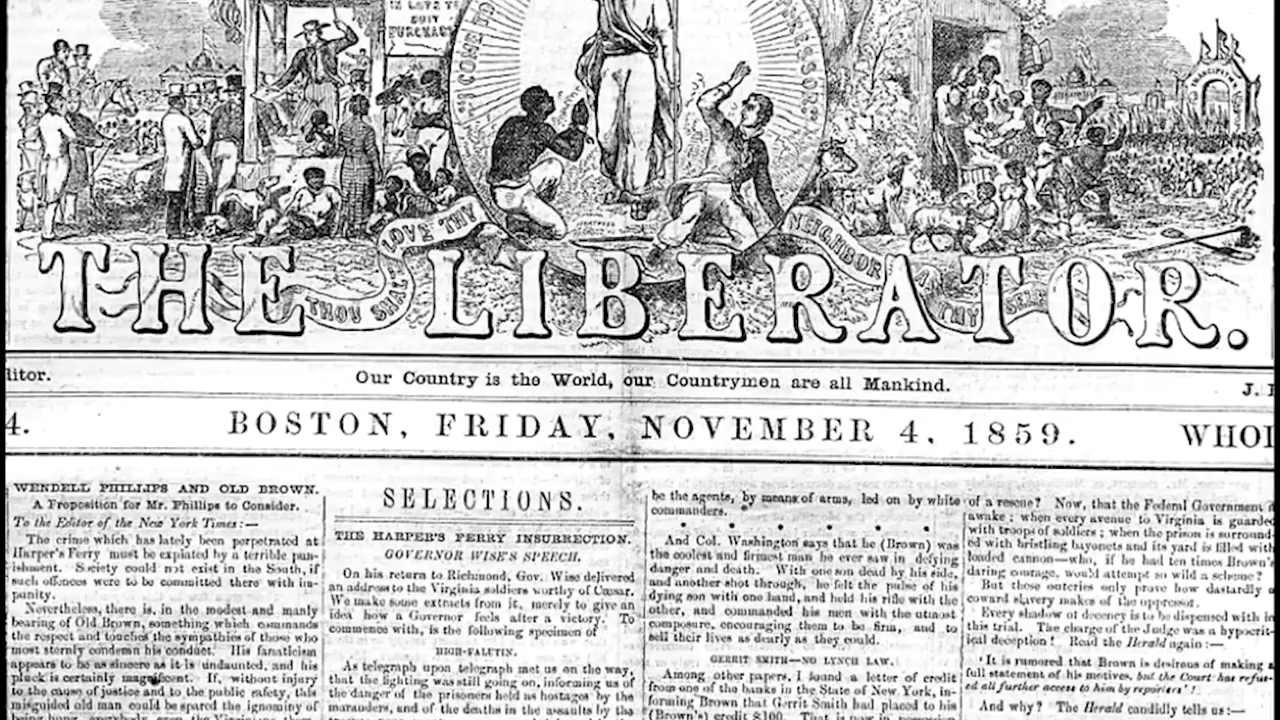 IN LOTS TO
SUIT
PURCHASER
"I COME TO
OPPRESSOR"
THOU SHALT LOVE THY NEIGHBOR
THE LIBERATOR.
litor.
Our Country is the World, our Countrymen are all Mankind.
J. 
4.
BOSTON, FRIDAY, NOVEMBER 4, 1859.
WHOL
WENDELL PHILLIPS AND OLD BROWN.
A Proposition for Mr. Phillips to Consider.
To the Editor of the New York Times:—
The crime which has lately been perpetrated at
Harper's Ferry must be expiated by a terrible pun-
ishment. Society could not exist in the South, if
such offences were to be committed there with im-
punity.
Nevertheless, there is, in the modest and manly
bearing of Old Brown, something which commands
the respect and touches the sympathies of those who
most sternly condemn his conduct. His fanaticism
appears to be as sincere as it is undaunted, and his
pluck is certainly magnificent. If, without injury
to the cause of justice and to the public safety, this
misguided old man could be spared the ignominy of
being hung, everybody, even the Virginians
SELECTIONS.
THE HARPER'S FERRY INSURRECTION.
GOVERNOR WISE'S SPEECH.
On his return to Richmond, Gov. Wise delivered
an address to the Virginia soldiers worthy of Cæsar.
We make some extracts from it, merely to give an
idea how a Governor feels after a victory. To
commence with, is the following specimen of
HIGH-FALUTIN.
As telegraph upon telegraph met us on the way,
that the fighting was still going on, informing us of
the danger of the prisoners held as hostages by the
marauders, and of the deaths in the assaults by the
be the agents, by means of arms, led on by white
commanders.
* * * * * *
And Col. Washington says that he (Brown) was
the coolest and firmest man he ever saw in defying
danger and death. With one son dead by his side,
and another shot through, he felt the pulse of his
dying son with one hand, and held his rifle with the
other, and commanded his men with the utmost
composure, encouraging them to be firm, and to
sell their lives as dearly as they could.
GERRIT SMITH—NO LYNCH LAW.
Among other papers, I found a letter of credit
from one of the banks in the State of New York, in-
forming Brown that Gerrit Smith had placed to his
(Brown's) credit $100. That is now in possession
of a rescue? Now, that the Federal Government
awake; when every avenue to Virginia is guarded
with troops of soldiers; when the prison is surround-
ed with bristling bayonets and its yard is filled with
loaded cannon—who, if he had ten times Brown's
daring courage, would attempt so wild a scheme?
But these outcries only prove how dastardly a
coward slavery makes of the oppressor.
Every shadow of decency is to be dispensed with in
this trial. The charge of the Judge was a hypocrit-
ical deception! Read the Herald again:—
'It is rumored that Brown is desirous of making a
full statement of his motives, but the Court has refus-
ed all further access to him by reporters'!
And why? The Herald candidly tells us:—